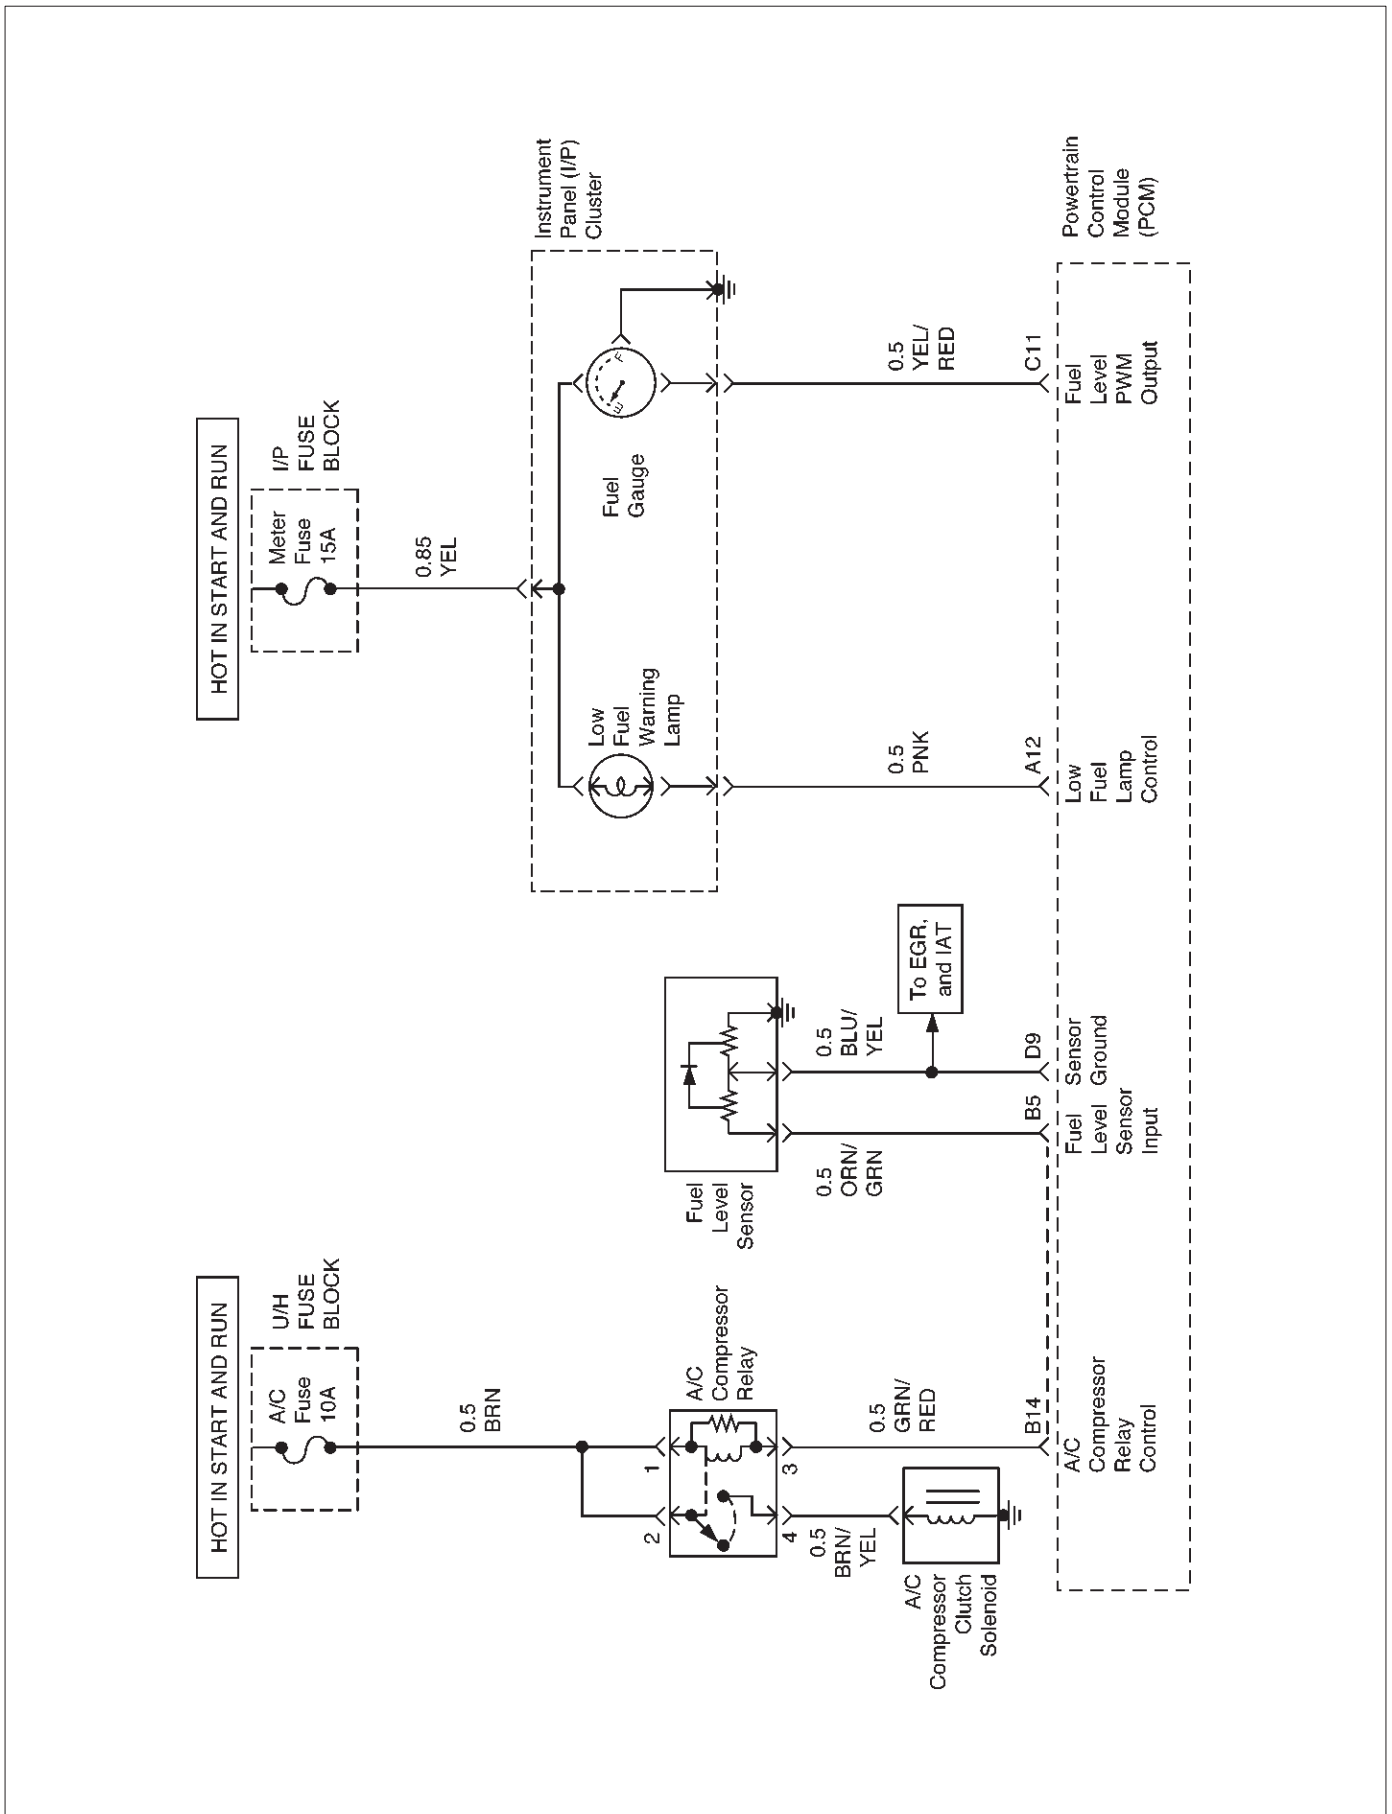 HOT IN START AND RUN
A/C
Fuse
10A
U/H
FUSE
BLOCK
0.5
BRN
2
1
A/C
Compressor
Relay
4
3
0.5
BRN/
YEL
0.5
GRN/
RED
A/C
Compressor
Clutch
Solenoid
B14
A/C
Compressor
Relay
Control
Fuel
Level
Sensor
0.5
ORN/
GRN
0.5
BLU/
YEL
To EGR,
and IAT
B5
Fuel
Level
Sensor
Input
D9
Sensor
Ground
HOT IN START AND RUN
Meter
Fuse
15A
I/P
FUSE
BLOCK
0.85
YEL
Instrument
Panel (I/P)
Cluster
Low
Fuel
Warning
Lamp
Fuel
Gauge
E
F
0.5
PNK
A12
Low
Fuel
Lamp
Control
0.5
YEL/
RED
C11
Fuel
Level
PWM
Output
Powertrain
Control
Module
(PCM)